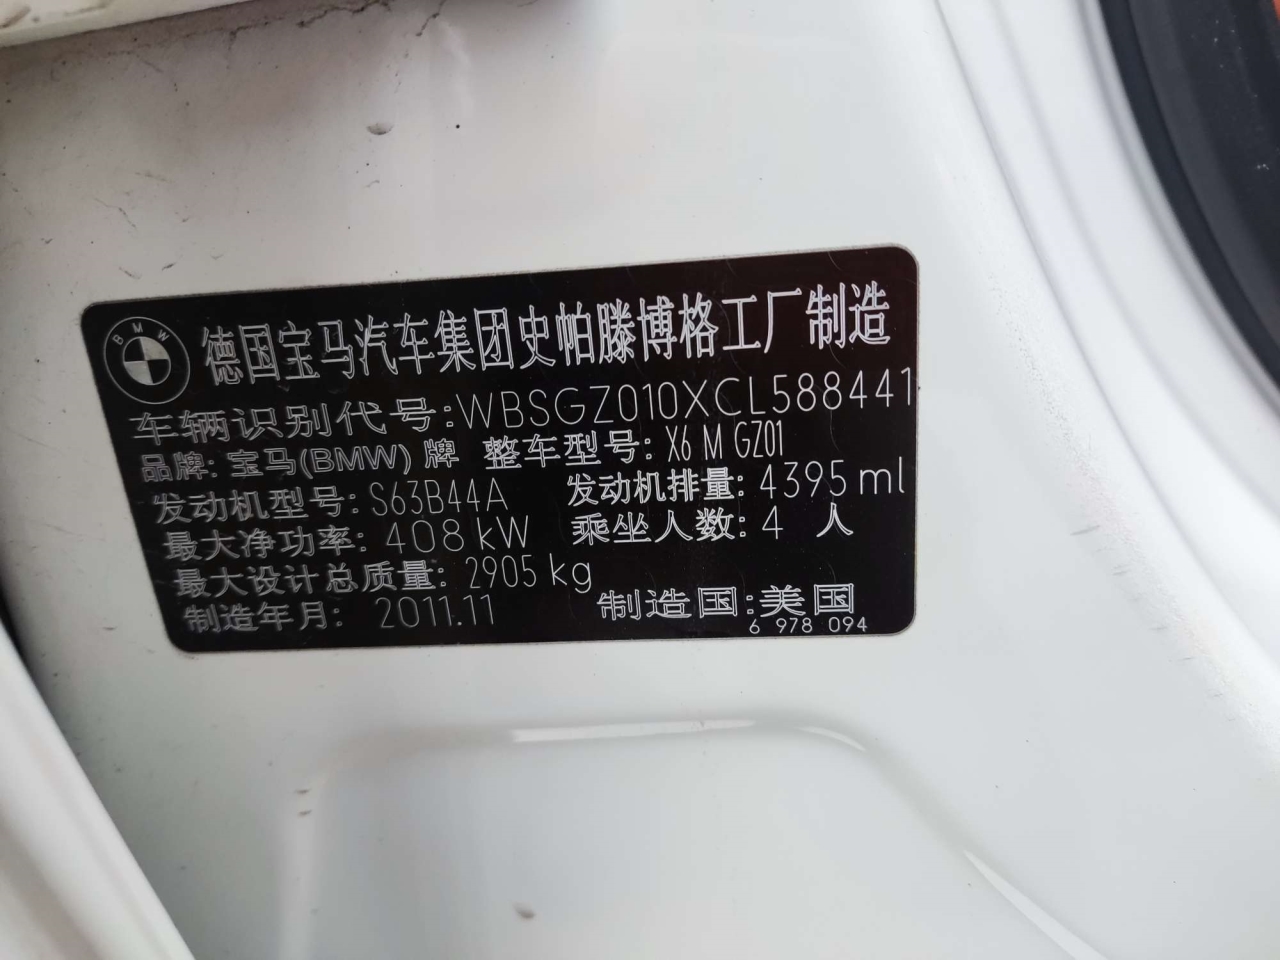 BMW
德国宝马汽车集团史帕滕博格工厂制造
车辆识别代号:WBSGZ010XCL588441
品牌: 宝马(BMW) 牌 整车型号: X6 M GZ01
发动机型号: S63B44A 发动机排量: 4395 ml
最大净功率: 408 kW 乘坐人数: 4 人
最大设计总质量: 2905 kg
制造年月: 2011.11 制造国:美国
6 978 094